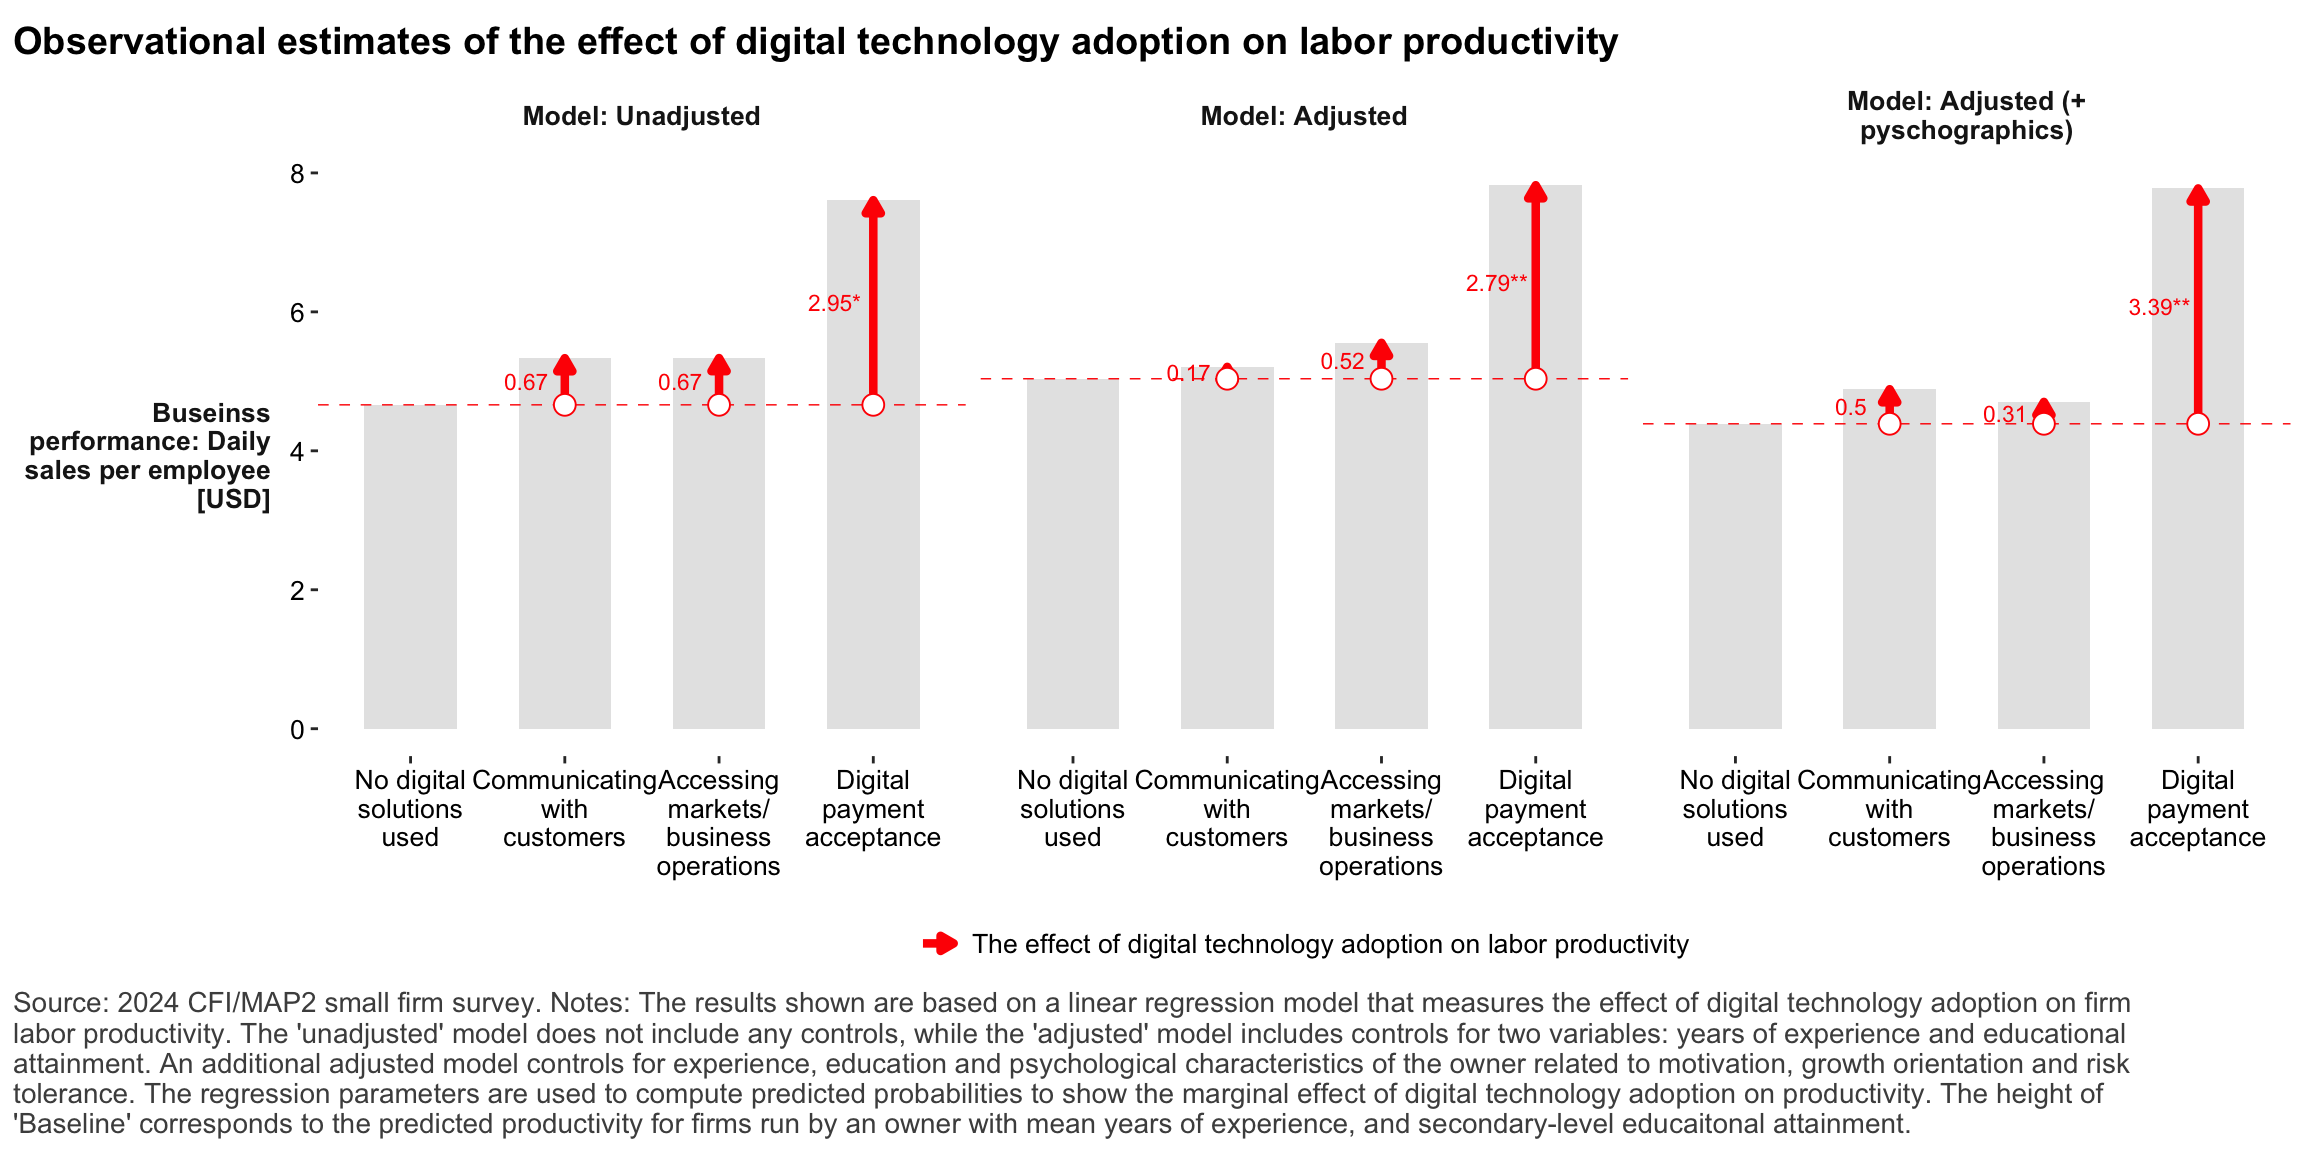 Observational estimates of the effect of digital technology adoption on labor productivity
Model: Unadjusted
Model: Adjusted
Model: Adjusted (+
pyschographics)
Buseinss
performance: Daily
sales per employee
[USD]
8
6
4
2
0
0.67
0.67
2.95*
0.17
0.52
2.79**
0.5
0.31
3.39**
No digital
solutions
used
Communicating
with
customers
Accessing
markets/
business
operations
Digital
payment
acceptance
No digital
solutions
used
Communicating
with
customers
Accessing
markets/
business
operations
Digital
payment
acceptance
No digital
solutions
used
Communicating
with
customers
Accessing
markets/
business
operations
Digital
payment
acceptance
The effect of digital technology adoption on labor productivity
Source: 2024 CFI/MAP2 small firm survey. Notes: The results shown are based on a linear regression model that measures the effect of digital technology adoption on firm
labor productivity. The 'unadjusted' model does not include any controls, while the 'adjusted' model includes controls for two variables: years of experience and educational
attainment. An additional adjusted model controls for experience, education and psychological characteristics of the owner related to motivation, growth orientation and risk
tolerance. The regression parameters are used to compute predicted probabilities to show the marginal effect of digital technology adoption on productivity. The height of
'Baseline' corresponds to the predicted productivity for firms run by an owner with mean years of experience, and secondary-level educaitonal attainment.